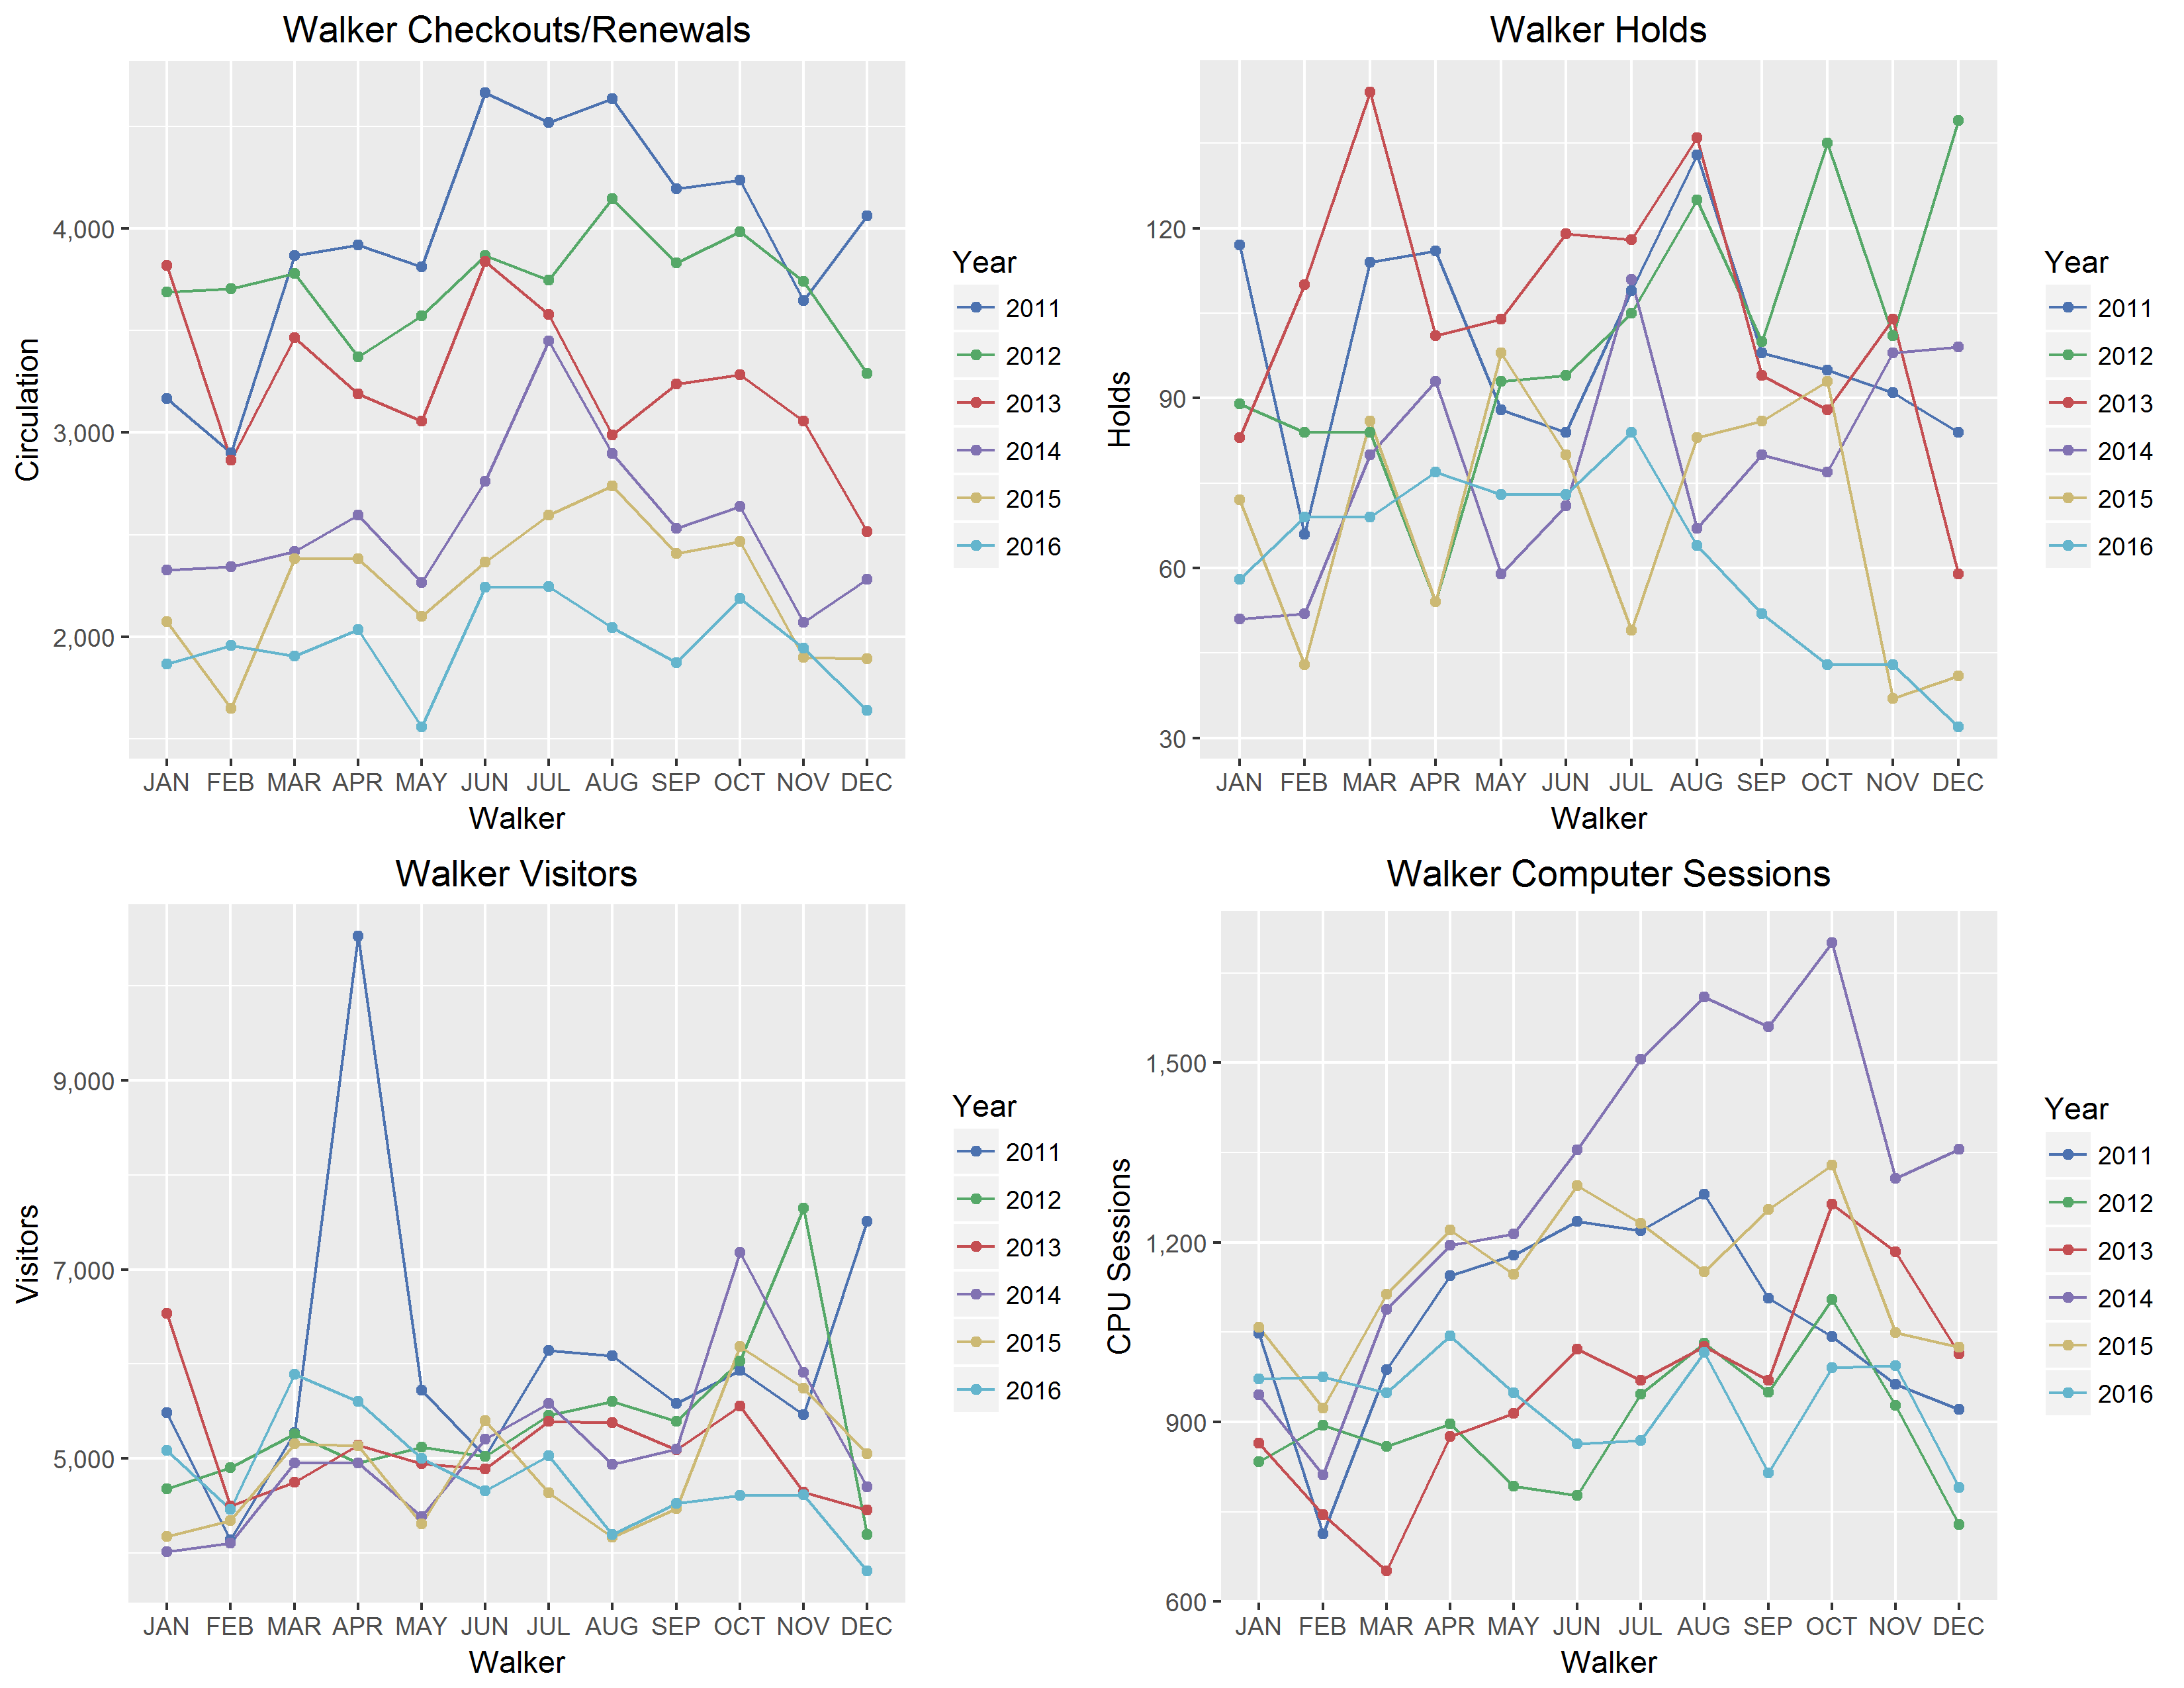 Walker Checkouts/Renewals
Circulation
4,000
3,000
2,000
JAN FEB MAR APR MAY JUN JUL AUG SEP OCT NOV DEC
Walker
Year
2011
2012
2013
2014
2015
2016
Walker Holds
Holds
120
90
60
30
JAN FEB MAR APR MAY JUN JUL AUG SEP OCT NOV DEC
Walker
Year
2011
2012
2013
2014
2015
2016
Walker Visitors
Visitors
9,000
7,000
5,000
JAN FEB MAR APR MAY JUN JUL AUG SEP OCT NOV DEC
Walker
Year
2011
2012
2013
2014
2015
2016
Walker Computer Sessions
CPU Sessions
1,500
1,200
900
600
JAN FEB MAR APR MAY JUN JUL AUG SEP OCT NOV DEC
Walker
Year
2011
2012
2013
2014
2015
2016